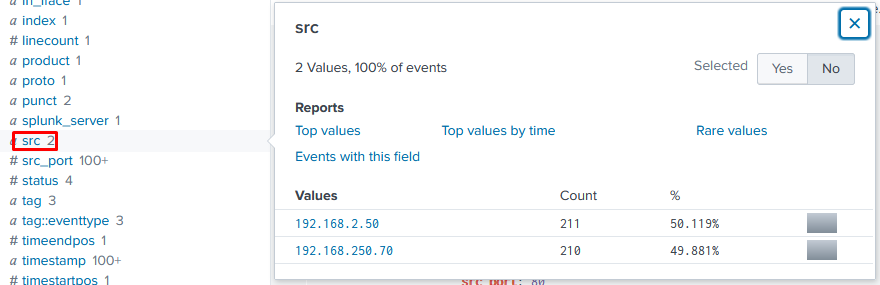 a in_iface 1
a index 1
# linecount 1
a product 1
a proto 1
a punct 2
a splunk_server 1
a src 2
# src_port 100+
# status 4
a tag 3
a tag::eventtype 3
# timeendpos 1
a timestamp 100+
# timestartpos 1
src
2 Values, 100% of events
Selected Yes No
Reports
Top values Top values by time Rare values
Events with this field
Values Count %
192.168.2.50 211 50.119%
192.168.250.70 210 49.881%
src_port: 80